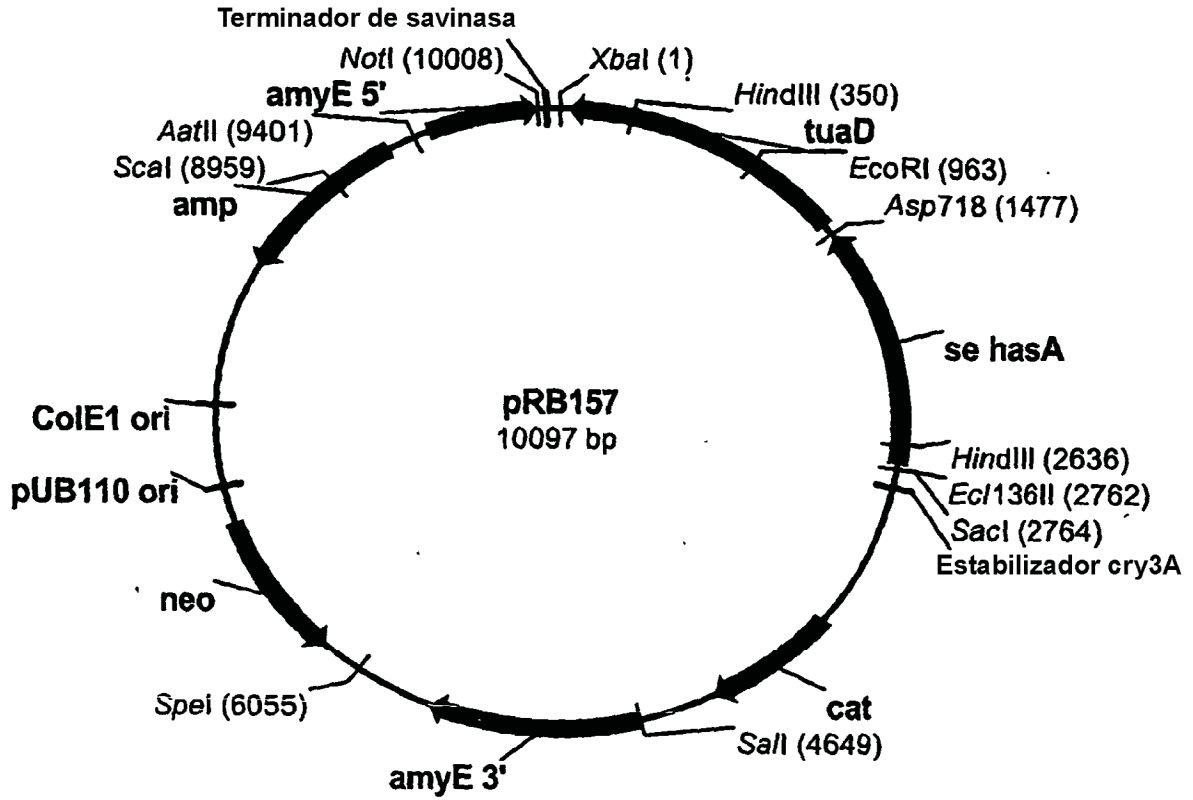 Terminador de savinasa
NotI (10008)
XbaI (1)
amyE 5'
HindIII (350)
tuaD
AatII (9401)
ScaI (8959)
EcoRI (963)
amp
Asp718 (1477)
se hasA
pRB157
10097 bp
ColE1 ori
HindIII (2636)
pUB110 ori
Ecl136II (2762)
SacI (2764)
Estabilizador cry3A
neo
SpeI (6055)
cat
SalI (4649)
amyE 3'